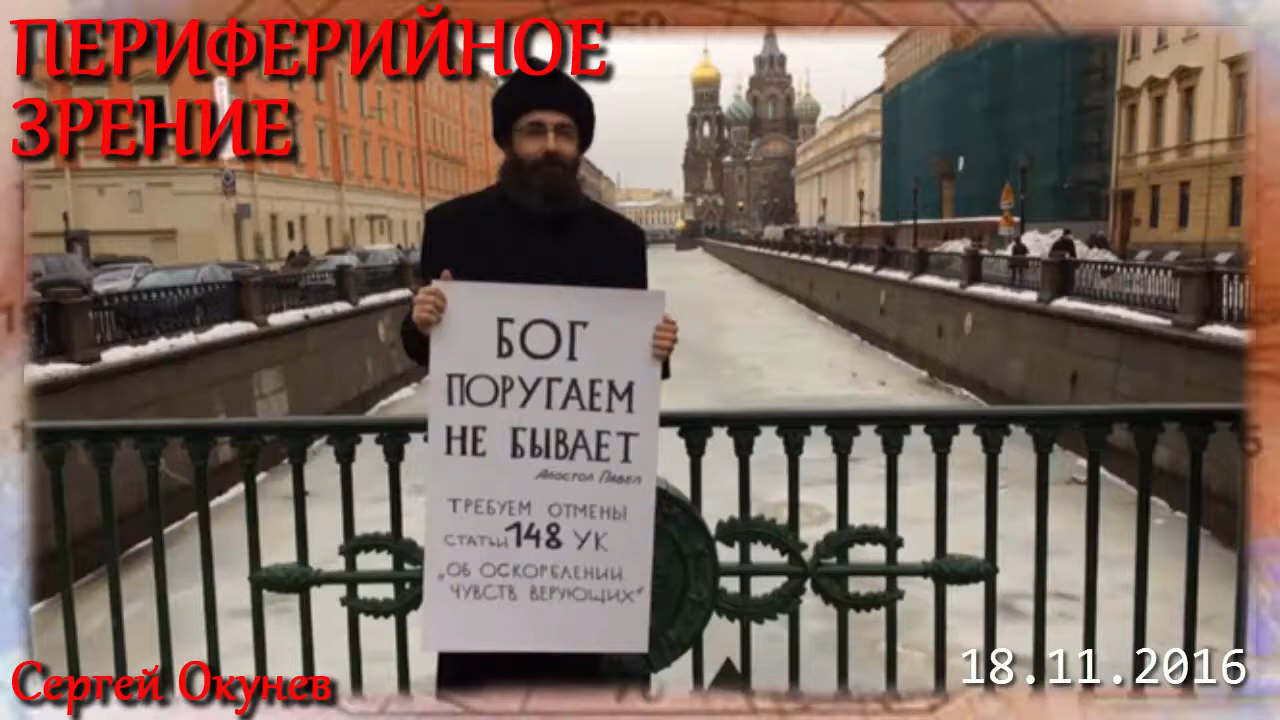 ПЕРИФЕРИЙНОЕ
ЗРЕНИЕ
БОГ
ПОРУГАЕМ
НЕ БЫВАЕТ
Апостол Павел
ТРЕБУЕМ ОТМЕНЫ
СТАТЬИ 148 УК
„ОБ ОСКОРБЛЕНИИ
ЧУВСТВ ВЕРУЮЩИХ“
Сергей Окунев
18.11.2016